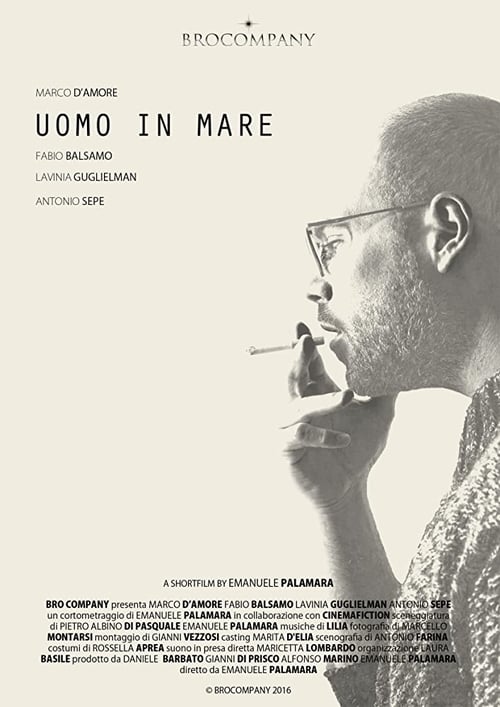 BROCOMPANY
MARCO D'AMORE
UOMO IN MARE
FABIO BALSAMO
LAVINIA GUGLIELMAN
ANTONIO SEPE
A SHORTFILM BY EMANUELE PALAMARA
BRO COMPANY presenta MARCO D'AMORE FABIO BALSAMO LAVINIA GUGLIELMAN ANTONIO SEPE
un cortometraggio di EMANUELE PALAMARA in collaborazione con CINEMAFICTION sceneggiatura
di PIETRO ALBINO DI PASQUALE EMANUELE PALAMARA musiche di LILIA fotografia di MARCELLO
MONTARSI montaggio di GIANNI VEZZOSI casting MARITA D'ELIA scenografia di ANTONIO FARINA
costumi di ROSSELLA APREA suono in presa diretta MARICETTA LOMBARDO organizzazione LAURA
BASILE prodotto da DANIELE BARBATO GIANNI DI PRISCO ALFONSO MARINO EMANUELE PALAMARA
diretto da EMANUELE PALAMARA
© BROCOMPANY 2016